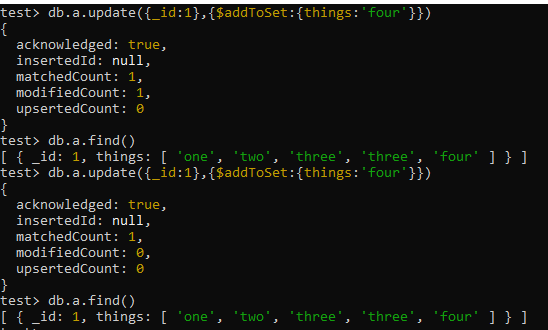 test> db.a.update({_id:1},{$addToSet:{things:'four'}})
{
  acknowledged: true,
  insertedId: null,
  matchedCount: 1,
  modifiedCount: 1,
  upsertedCount: 0
}
test> db.a.find()
[ { _id: 1, things: [ 'one', 'two', 'three', 'three', 'four' ] } ]
test> db.a.update({_id:1},{$addToSet:{things:'four'}})
{
  acknowledged: true,
  insertedId: null,
  matchedCount: 1,
  modifiedCount: 0,
  upsertedCount: 0
}
test> db.a.find()
[ { _id: 1, things: [ 'one', 'two', 'three', 'three', 'four' ] } ]